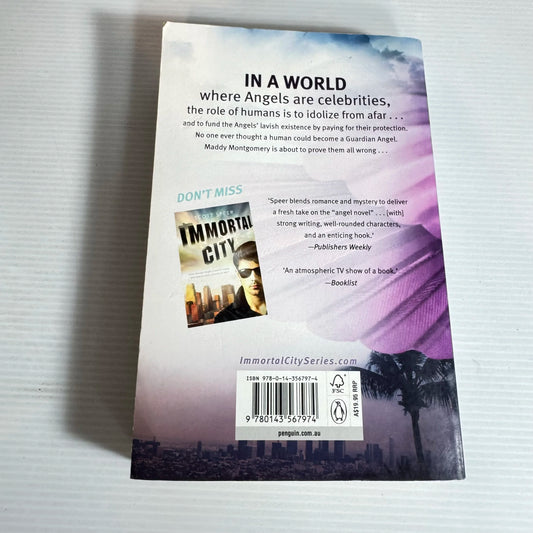 IN A WORLD
where Angels are celebrities,
the role of humans is to idolize from afar . . .
and to fund the Angels' lavish existence by paying for their protection.
No one ever thought a human could become a Guardian Angel.
Maddy Montgomery is about to prove them all wrong . . .
DON'T MISS
SCOTT SPEER
IMMORTAL
CITY
'Speer blends romance and mystery to deliver
a fresh take on the "angel novel" . . . [with]
strong writing, well-rounded characters,
and an enticing hook.'
—Publishers Weekly
'An atmospheric TV show of a book.'
—Booklist
ImmortalCitySeries.com
ISBN 978-0-14-356797-4
9 780143 567974
FSC
A$19.95 RRP
penguin.com.au